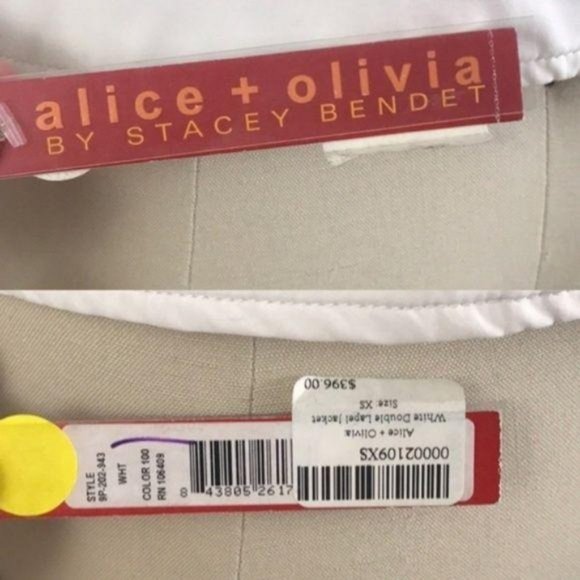 alice + olivia
BY STACEY BENDET
STYLE
9P-202-943
WHT
COLOR 100
RN 106409
8 43805 2617
00002109XS
Alice + Olivia
White Double Lapel Jacket
Size: XS
$396.00